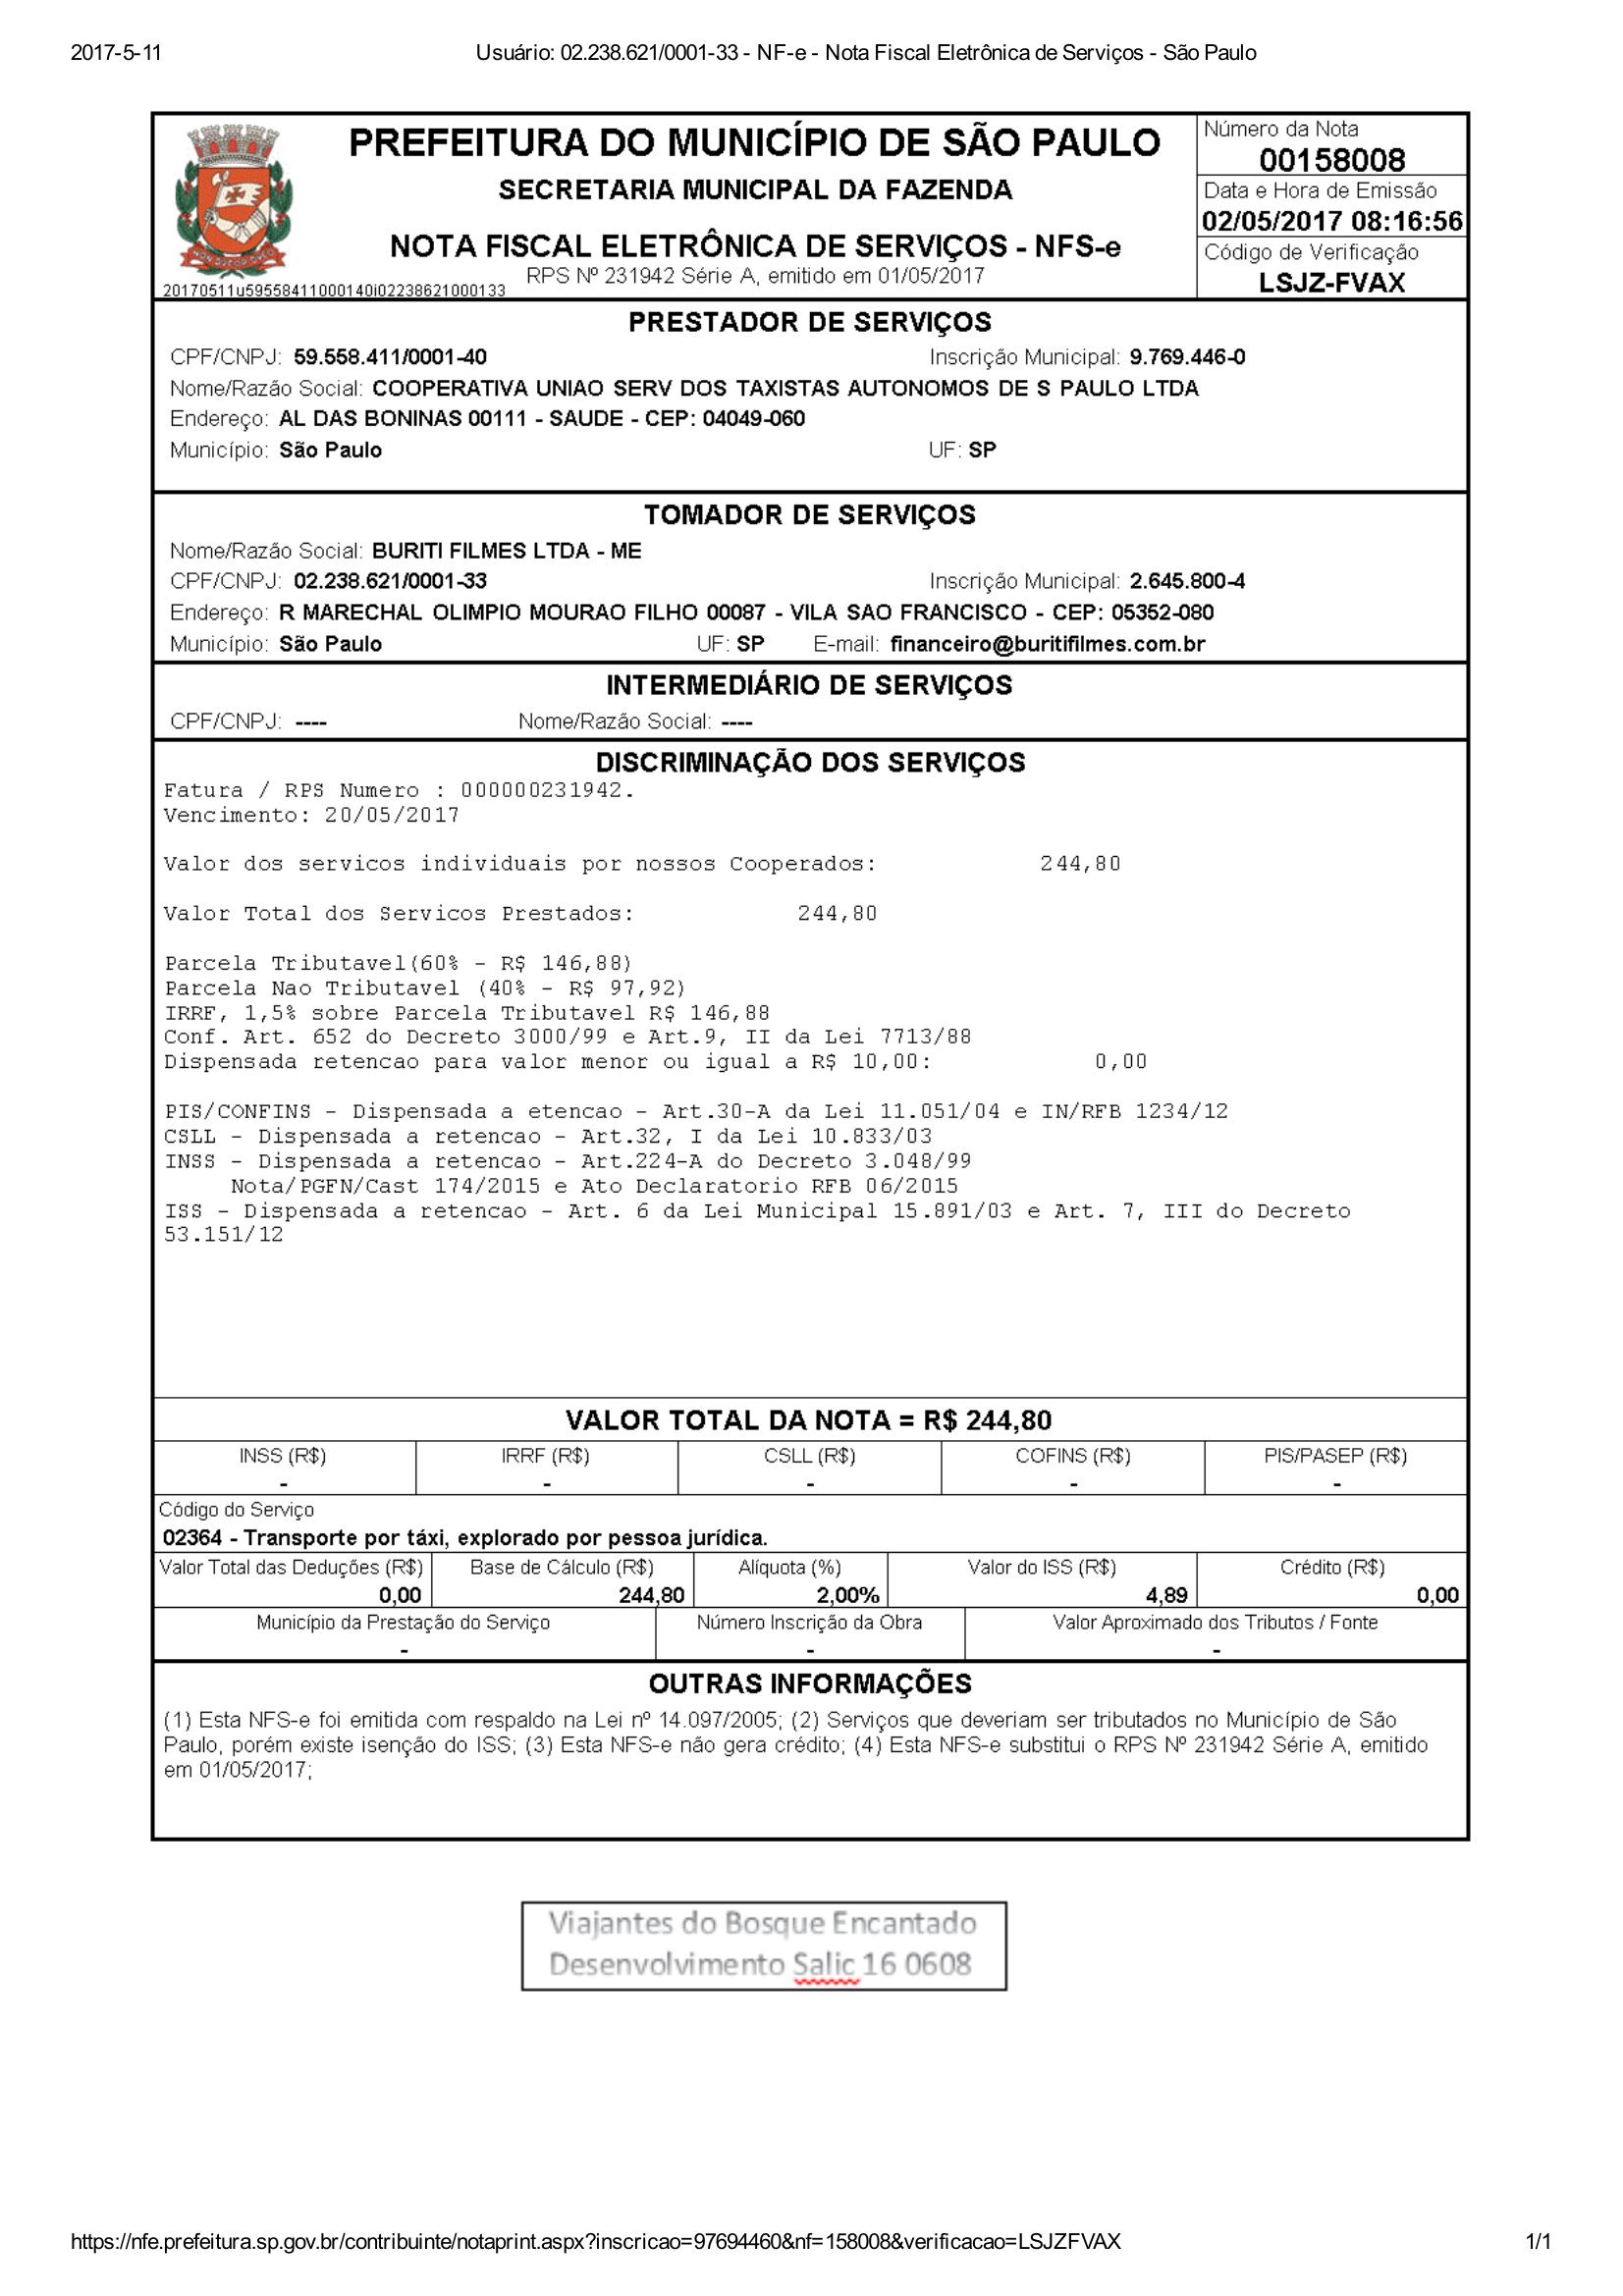 2017-5-11 Usuário: 02.238.621/0001-33 - NF-e - Nota Fiscal Eletrônica de Serviços - São Paulo
PREFEITURA DO MUNICÍPIO DE SÃO PAULO
SECRETARIA MUNICIPAL DA FAZENDA
NOTA FISCAL ELETRÔNICA DE SERVIÇOS - NFS-e
RPS Nº 231942 Série A, emitido em 01/05/2017
20170511u59558411000140i02238621000133
Número da Nota
00158008
Data e Hora de Emissão
02/05/2017 08:16:56
Código de Verificação
LSJZ-FVAX
PRESTADOR DE SERVIÇOS
CPF/CNPJ: 59.558.411/0001-40 Inscrição Municipal: 9.769.446-0
Nome/Razão Social: COOPERATIVA UNIAO SERV DOS TAXISTAS AUTONOMOS DE S PAULO LTDA
Endereço: AL DAS BONINAS 00111 - SAUDE - CEP: 04049-060
Município: São Paulo UF: SP
TOMADOR DE SERVIÇOS
Nome/Razão Social: BURITI FILMES LTDA - ME
CPF/CNPJ: 02.238.621/0001-33 Inscrição Municipal: 2.645.800-4
Endereço: R MARECHAL OLIMPIO MOURAO FILHO 00087 - VILA SAO FRANCISCO - CEP: 05352-080
Município: São Paulo UF: SP E-mail: financeiro@buritifilmes.com.br
INTERMEDIÁRIO DE SERVIÇOS
CPF/CNPJ: ---- Nome/Razão Social: ----
DISCRIMINAÇÃO DOS SERVIÇOS
Fatura / RPS Numero : 000000231942.
Vencimento: 20/05/2017
Valor dos servicos individuais por nossos Cooperados: 244,80
Valor Total dos Servicos Prestados: 244,80
Parcela Tributavel(60% - R$ 146,88)
Parcela Nao Tributavel (40% - R$ 97,92)
IRRF, 1,5% sobre Parcela Tributavel R$ 146,88
Conf. Art. 652 do Decreto 3000/99 e Art.9, II da Lei 7713/88
Dispensada retencao para valor menor ou igual a R$ 10,00: 0,00
PIS/CONFINS - Dispensada a etencao - Art.30-A da Lei 11.051/04 e IN/RFB 1234/12
CSLL - Dispensada a retencao - Art.32, I da Lei 10.833/03
INSS - Dispensada a retencao - Art.224-A do Decreto 3.048/99
Nota/PGFN/Cast 174/2015 e Ato Declaratorio RFB 06/2015
ISS - Dispensada a retencao - Art. 6 da Lei Municipal 15.891/03 e Art. 7, III do Decreto
53.151/12
VALOR TOTAL DA NOTA = R$ 244,80
INSS (R$) IRRF (R$) CSLL (R$) COFINS (R$) PIS/PASEP (R$)
- - - - -
Código do Serviço
02364 - Transporte por táxi, explorado por pessoa jurídica.
Valor Total das Deduções (R$) Base de Cálculo (R$) Alíquota (%) Valor do ISS (R$) Crédito (R$)
0,00 244,80 2,00% 4,89 0,00
Município da Prestação do Serviço Número Inscrição da Obra Valor Aproximado dos Tributos / Fonte
- - -
OUTRAS INFORMAÇÕES
(1) Esta NFS-e foi emitida com respaldo na Lei nº 14.097/2005; (2) Serviços que deveriam ser tributados no Município de São
Paulo, porém existe isenção do ISS; (3) Esta NFS-e não gera crédito; (4) Esta NFS-e substitui o RPS Nº 231942 Série A, emitido
em 01/05/2017;
Viajantes do Bosque Encantado
Desenvolvimento Salic 16 0608
https://nfe.prefeitura.sp.gov.br/contribuinte/notaprint.aspx?inscricao=97694460&nf=158008&verificacao=LSJZFVAX 1/1